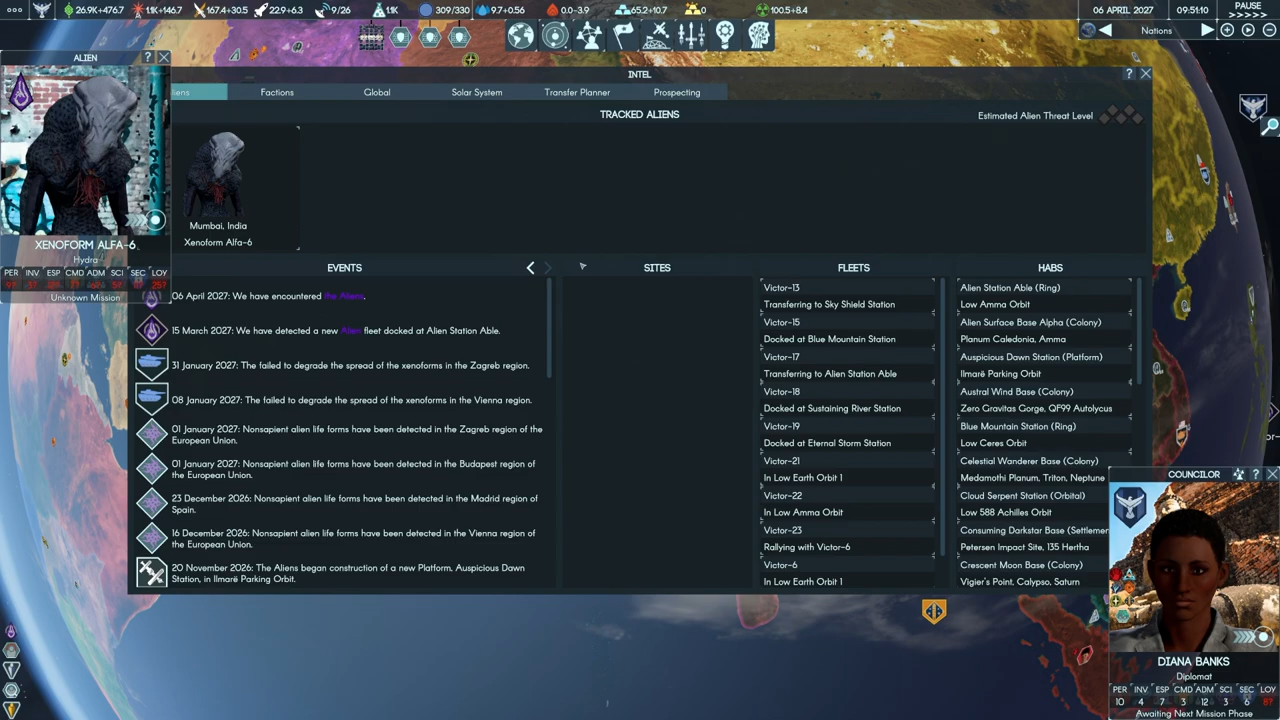 26.9K+476.7
1.1K+146.7
167.4+30.5
22.9+6.3
9/26
1.1K
309/330
9.7+0.56
0.0-3.9
65.2+10.7
0
100.5+8.4
06 APRIL 2027
09:51:10
PAUSE
>>>>>
Nations
ALIEN
?
XENOFORM ALFA-6
Hydra
PER INV ESP CMD ADM SCI SEC LOY
Unknown Mission
INTEL
?
Factions
Global
Solar System
Transfer Planner
Prospecting
TRACKED ALIENS
Estimated Alien Threat Level
Mumbai, India
Xenoform Alfa-6
EVENTS
06 April 2027: We have encountered the Aliens.
15 March 2027: We have detected a new Alien fleet docked at Alien Station Able.
31 January 2027: The failed to degrade the spread of the xenoforms in the Zagreb region.
08 January 2027: The failed to degrade the spread of the xenoforms in the Vienna region.
01 January 2027: Nonsapient alien life forms have been detected in the Zagreb region of the
European Union.
01 January 2027: Nonsapient alien life forms have been detected in the Budapest region of
the European Union.
23 December 2026: Nonsapient alien life forms have been detected in the Madrid region of
Spain.
16 December 2026: Nonsapient alien life forms have been detected in the Vienna region of
the European Union.
20 November 2026: The Aliens began construction of a new Platform, Auspicious Dawn
Station, in Ilmarë Parking Orbit.
SITES
FLEETS
Victor-13
Transferring to Sky Shield Station
Victor-15
Docked at Blue Mountain Station
Victor-17
Transferring to Alien Station Able
Victor-18
Docked at Sustaining River Station
Victor-19
Docked at Eternal Storm Station
Victor-21
In Low Earth Orbit 1
Victor-22
In Low Amma Orbit
Victor-23
Rallying with Victor-6
Victor-6
In Low Earth Orbit 1
HABS
Alien Station Able (Ring)
Low Amma Orbit
Alien Surface Base Alpha (Colony)
Planum Caledonia, Amma
Auspicious Dawn Station (Platform)
Ilmarë Parking Orbit
Austral Wind Base (Colony)
Zero Gravitas Gorge, QF99 Autolycus
Blue Mountain Station (Ring)
Low Ceres Orbit
Celestial Wanderer Base (Colony)
Medamothi Planum, Triton, Neptune
Cloud Serpent Station (Orbital)
Low 588 Achilles Orbit
Consuming Darkstar Base (Settlemen
Petersen Impact Site, 135 Hertha
Crescent Moon Base (Colony)
Vigier's Point, Calypso, Saturn
COUNCILOR
?
DIANA BANKS
Diplomat
PER INV ESP CMD ADM SCI SEC LOY
10 4 7 3 12 3 6 87
Awaiting Next Mission Phase